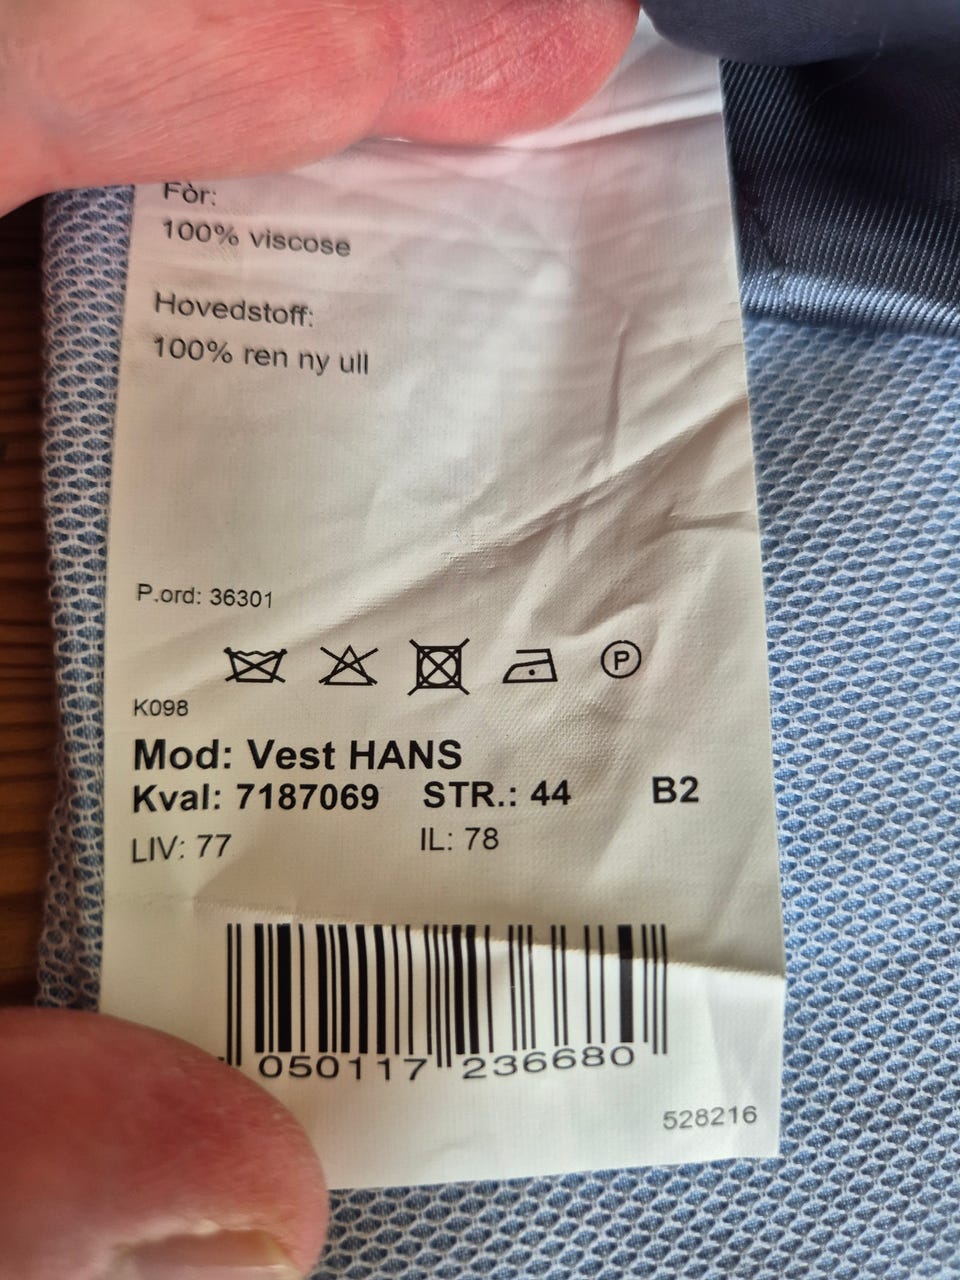 Fòr:
100% viscose
Hovedstoff:
100% ren ny ull
P.ord: 36301
P
K098
Mod: Vest HANS
Kval: 7187069 STR.: 44 B2
LIV: 77 IL: 78
050117 236680
528216